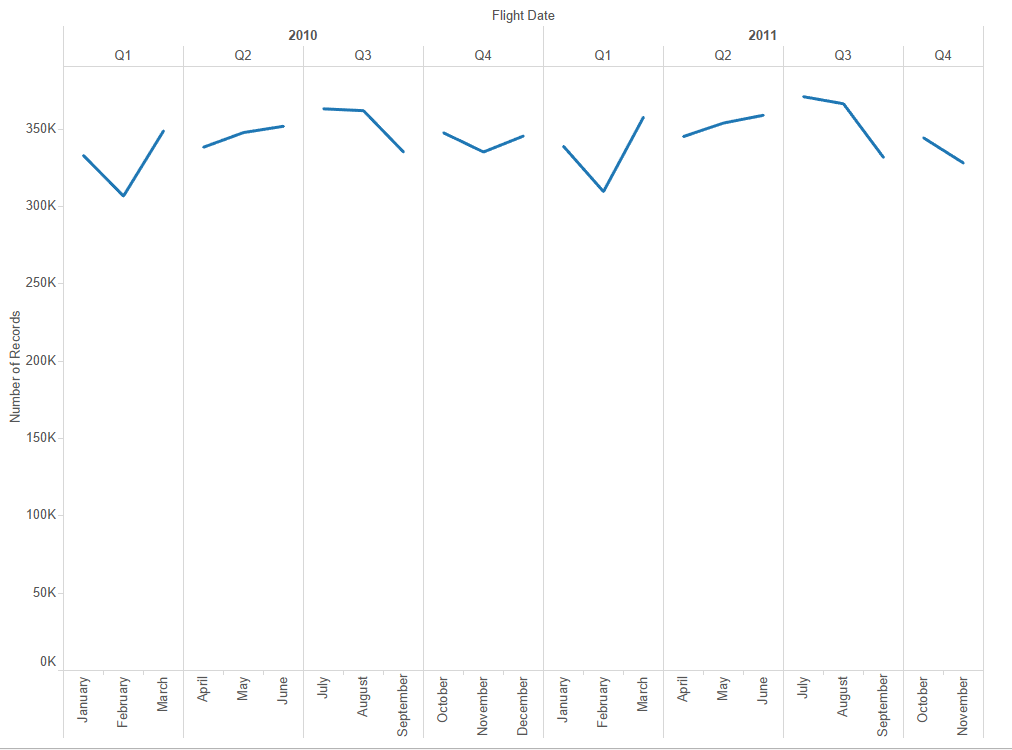 Flight Date
2010 2011
Q1 Q2 Q3 Q4 Q1 Q2 Q3 Q4
350K
300K
250K
200K
150K
100K
50K
0K
Number of Records
January February March April May June July August September October November December January February March April May June July August September October November